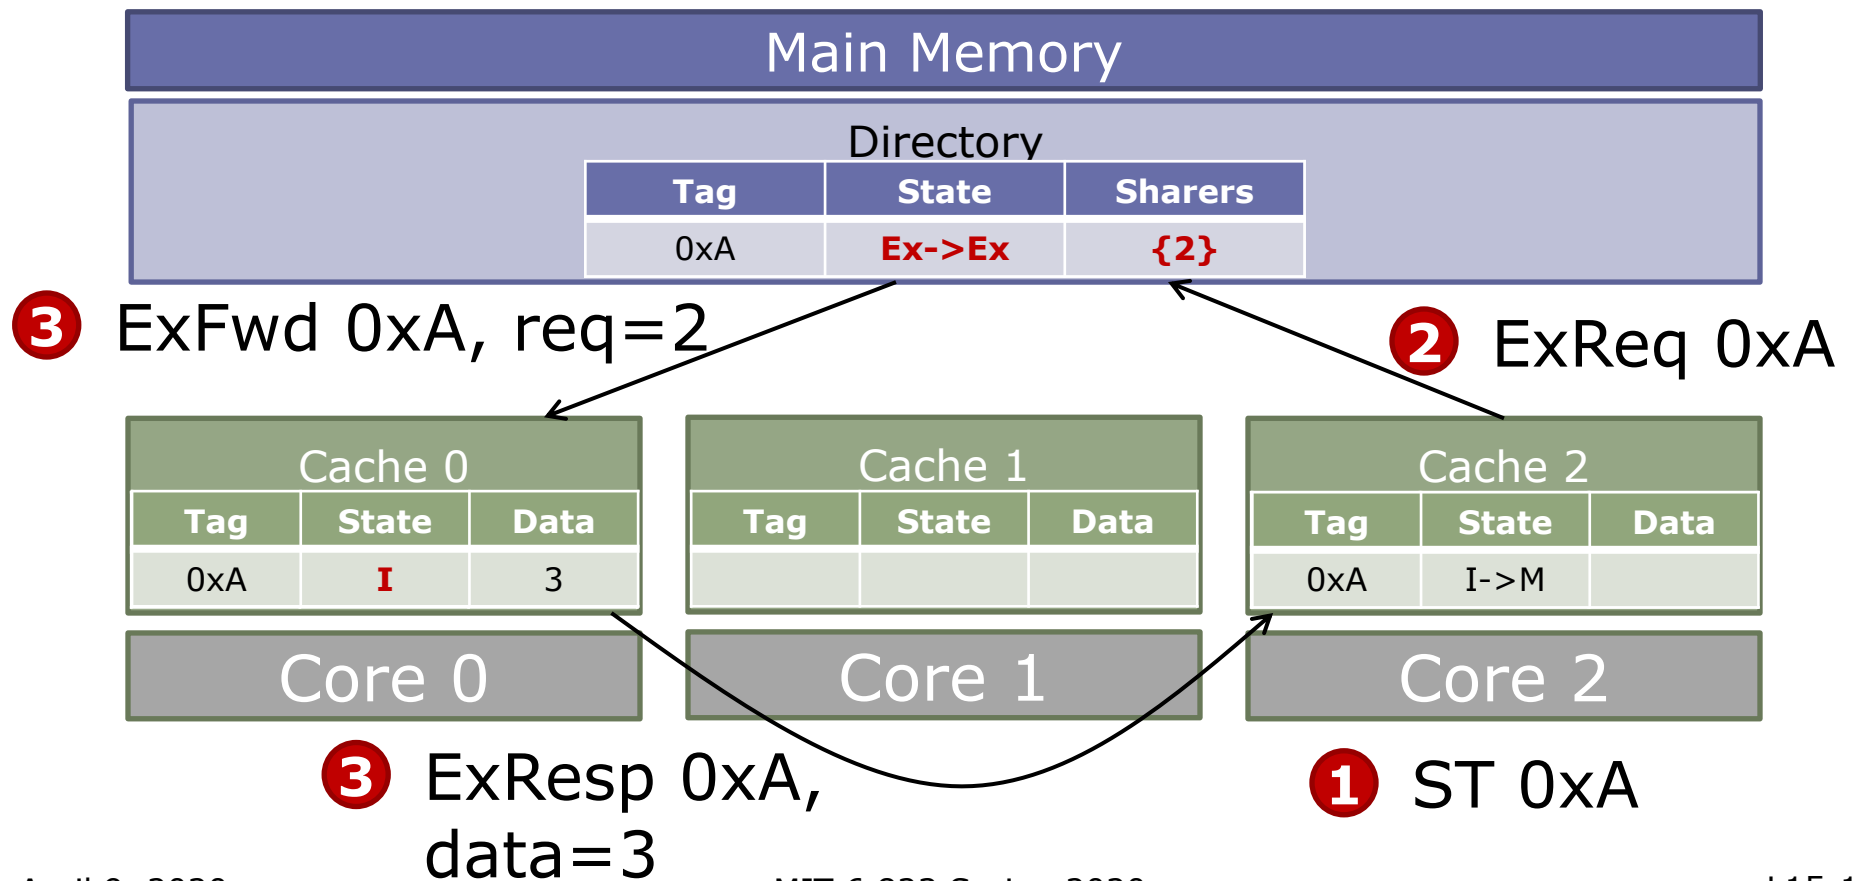 Main Memory
Directory
Tag State Sharers
0xA Ex->Ex {2}
3 ExFwd 0xA, req=2
2 ExReq 0xA
Cache 0
Tag State Data
0xA I 3
Cache 1
Tag State Data
Cache 2
Tag State Data
0xA I->M
Core 0
Core 1
Core 2
3 ExResp 0xA,
data=3
1 ST 0xA